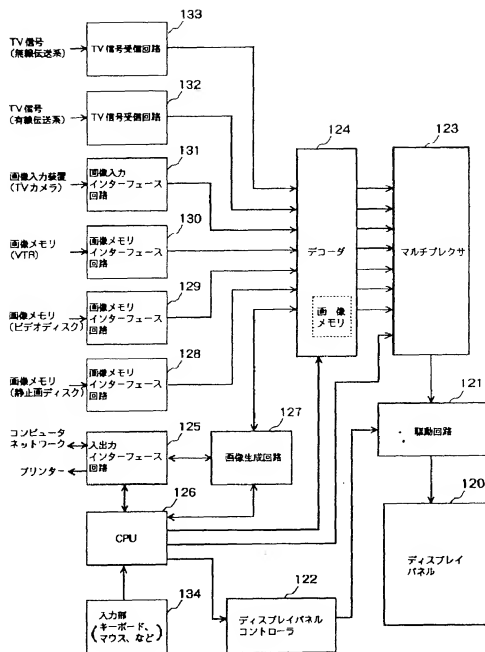 133
TV信号
(無線伝送系)
TV信号受信回路
132
TV信号
(有線伝送系)
TV信号受信回路
131
画像入力装置
(TVカメラ)
画像入力
インターフェース
回路
130
画像メモリ
(VTR)
画像メモリ
インターフェース
回路
129
画像メモリ
(ビデオディスク)
画像メモリ
インターフェース
回路
128
画像メモリ
(静止画ディスク)
画像メモリ
インターフェース
回路
124
デコーダ
画像
メモリ
123
マルチプレクサ
125
コンピュータ
ネットワーク
プリンター
入出力
インターフェース
回路
127
画像生成回路
121
駆動回路
126
CPU
120
ディスプレイ
パネル
122
ディスプレイパネル
コントローラ
134
入力部
(キーボード、
マウス、など)